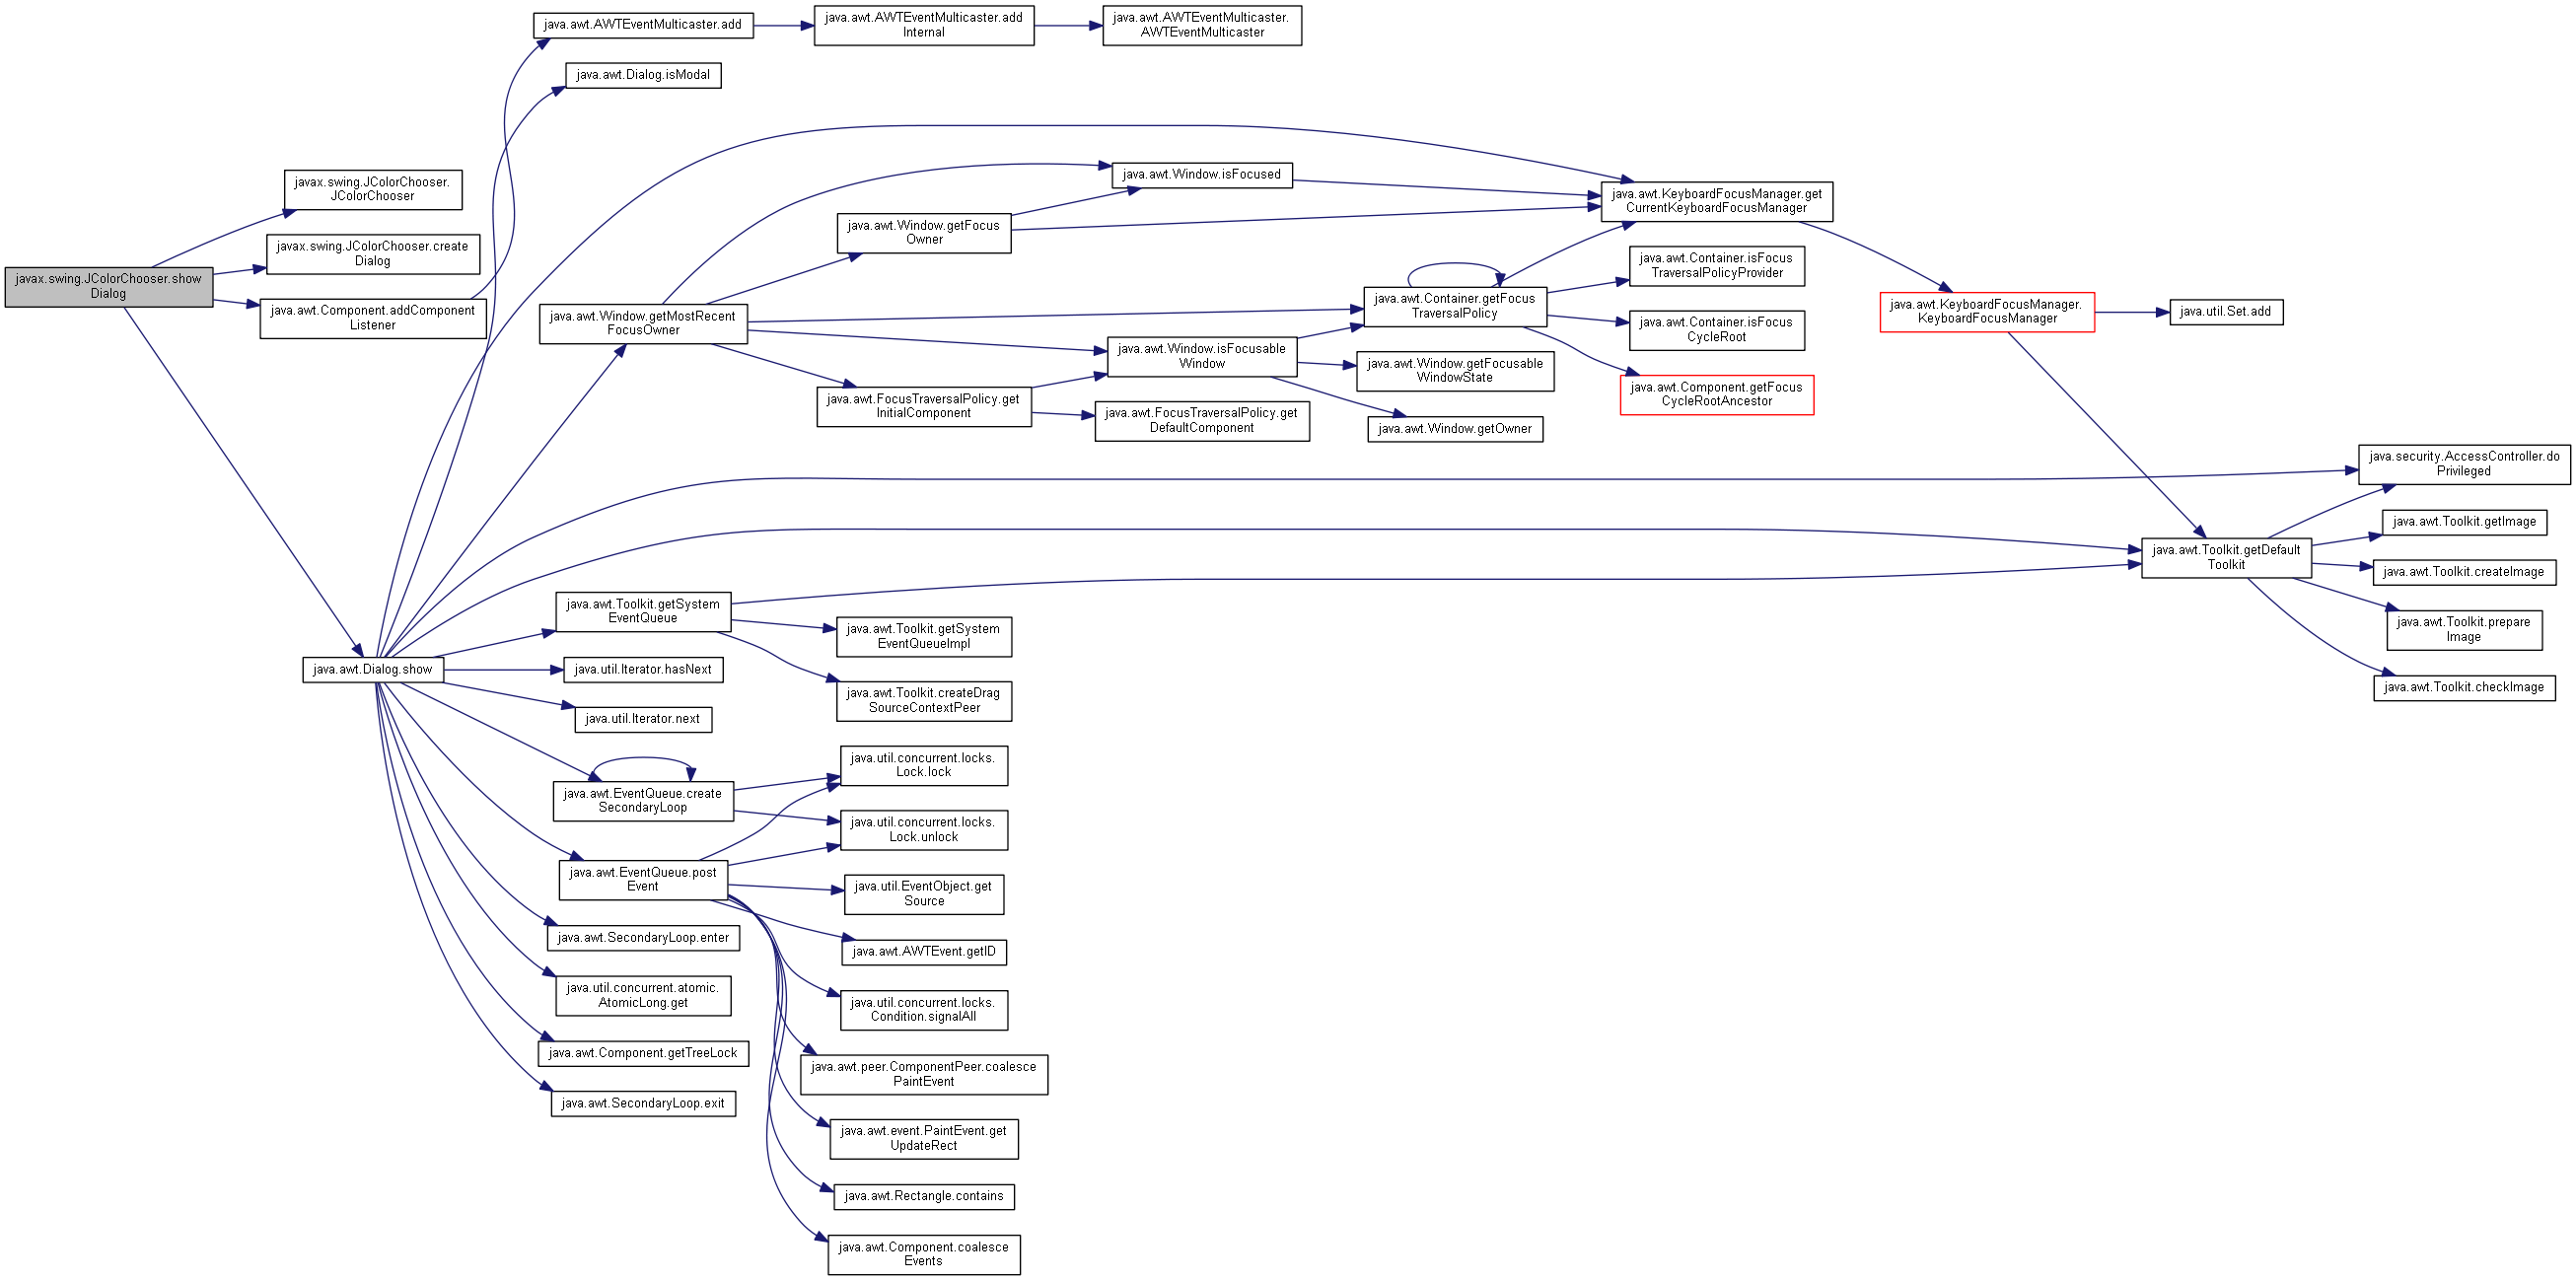 java.awt.AWTEventMulticaster.add
java.awt.AWTEventMulticaster.add
Internal
java.awt.AWTEventMulticaster.
AWTEventMulticaster
java.awt.Dialog.isModal
javax.swing.JColorChooser.
JColorChooser
javax.swing.JColorChooser.create
Dialog
javax.swing.JColorChooser.show
Dialog
java.awt.Component.addComponent
Listener
java.awt.Window.isFocused
java.awt.KeyboardFocusManager.get
CurrentKeyboardFocusManager
java.awt.Window.getFocus
Owner
java.awt.Container.isFocus
TraversalPolicyProvider
java.awt.Container.getFocus
TraversalPolicy
java.awt.KeyboardFocusManager.
KeyboardFocusManager
java.util.Set.add
java.awt.Window.getMostRecent
FocusOwner
java.awt.Container.isFocus
CycleRoot
java.awt.Window.isFocusable
Window
java.awt.Window.getFocusable
WindowState
java.awt.Component.getFocus
CycleRootAncestor
java.awt.FocusTraversalPolicy.get
InitialComponent
java.awt.FocusTraversalPolicy.get
DefaultComponent
java.awt.Window.getOwner
java.security.AccessController.do
Privileged
java.awt.Toolkit.getImage
java.awt.Toolkit.getDefault
Toolkit
java.awt.Toolkit.createImage
java.awt.Toolkit.prepare
Image
java.awt.Toolkit.checkImage
java.awt.Toolkit.getSystem
EventQueue
java.awt.Toolkit.getSystem
EventQueueImpl
java.awt.Dialog.show
java.util.Iterator.hasNext
java.awt.Toolkit.createDrag
SourceContextPeer
java.util.Iterator.next
java.util.concurrent.locks.
Lock.lock
java.awt.EventQueue.create
SecondaryLoop
java.util.concurrent.locks.
Lock.unlock
java.awt.EventQueue.post
Event
java.util.EventObject.get
Source
java.awt.SecondaryLoop.enter
java.awt.AWTEvent.getID
java.util.concurrent.atomic.
AtomicLong.get
java.util.concurrent.locks.
Condition.signalAll
java.awt.Component.getTreeLock
java.awt.peer.ComponentPeer.coalesce
PaintEvent
java.awt.SecondaryLoop.exit
java.awt.event.PaintEvent.get
UpdateRect
java.awt.Rectangle.contains
java.awt.Component.coalesce
Events